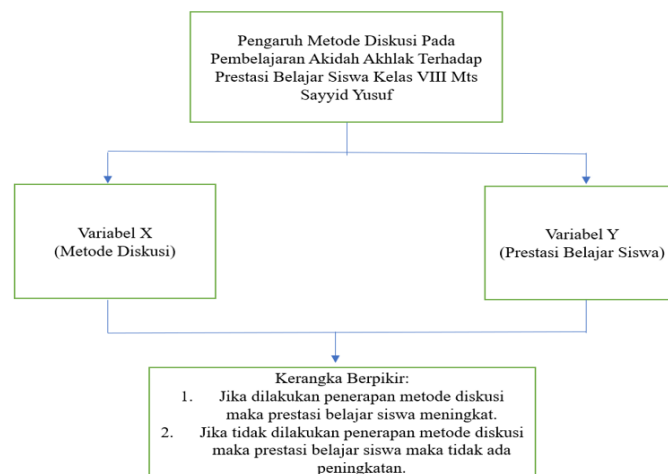 Pengaruh Metode Diskusi Pada
Pembelajaran Akidah Akhlak Terhadap
Prestasi Belajar Siswa Kelas VIII Mts
Sayyid Yusuf
Variabel X
(Metode Diskusi)
Variabel Y
(Prestasi Belajar Siswa)
Kerangka Berpikir:
1. Jika dilakukan penerapan metode diskusi
maka prestasi belajar siswa meningkat.
2. Jika tidak dilakukan penerapan metode diskusi
maka prestasi belajar siswa maka tidak ada
peningkatan.